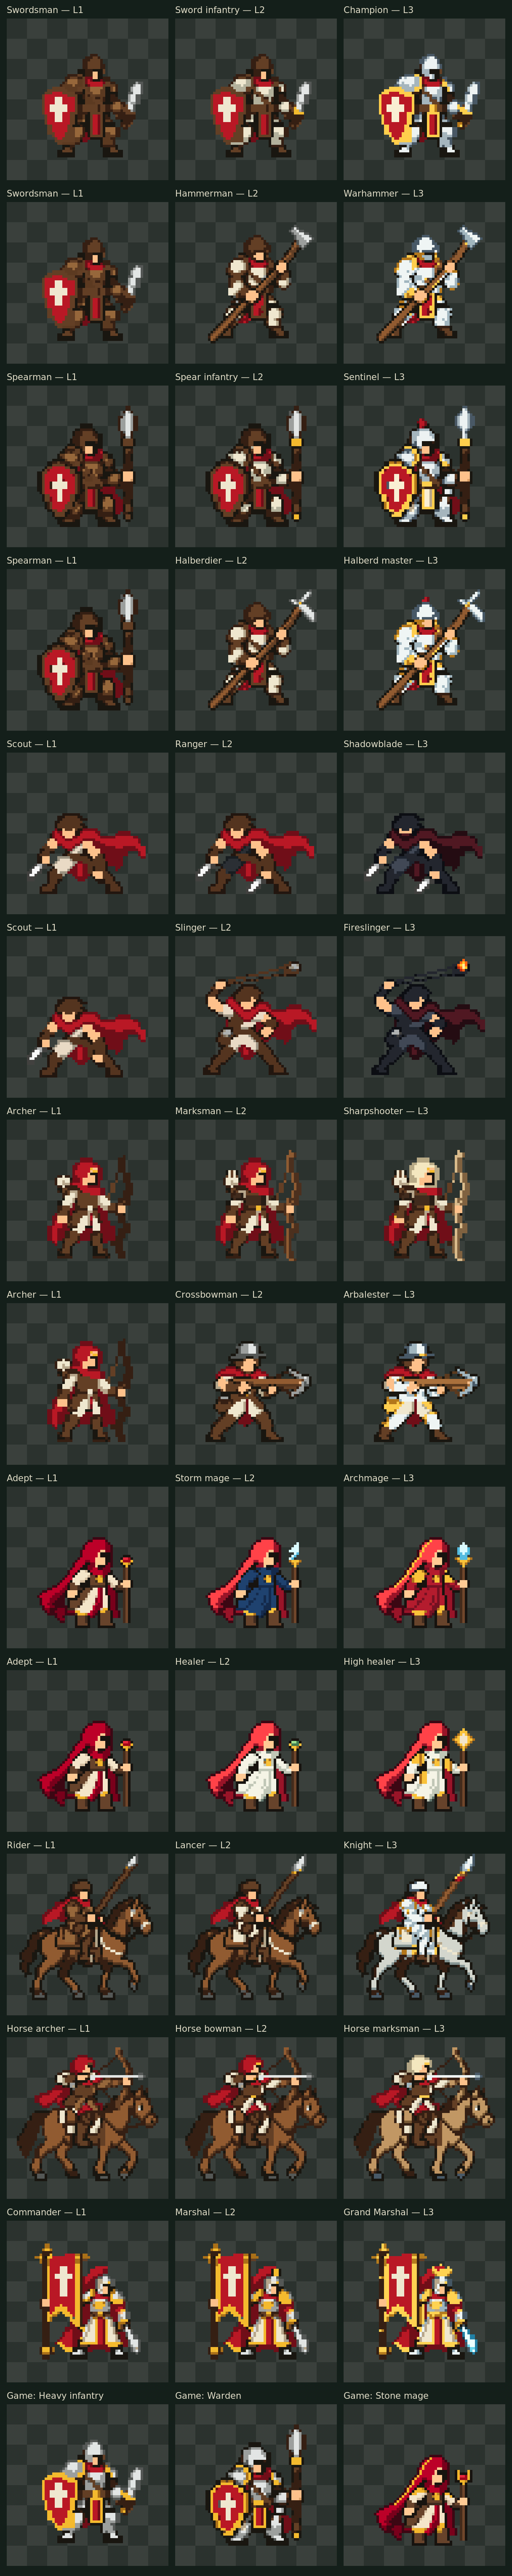 Swordsman — L1
Sword infantry — L2
Champion — L3
Swordsman — L1
Hammerman — L2
Warhammer — L3
Spearman — L1
Spear infantry — L2
Sentinel — L3
Spearman — L1
Halberdier — L2
Halberd master — L3
Scout — L1
Ranger — L2
Shadowblade — L3
Scout — L1
Slinger — L2
Fireslinger — L3
Archer — L1
Marksman — L2
Sharpshooter — L3
Archer — L1
Crossbowman — L2
Arbalester — L3
Adept — L1
Storm mage — L2
Archmage — L3
Adept — L1
Healer — L2
High healer — L3
Rider — L1
Lancer — L2
Knight — L3
Horse archer — L1
Horse bowman — L2
Horse marksman — L3
Commander — L1
Marshal — L2
Grand Marshal — L3
Game: Heavy infantry
Game: Warden
Game: Stone mage